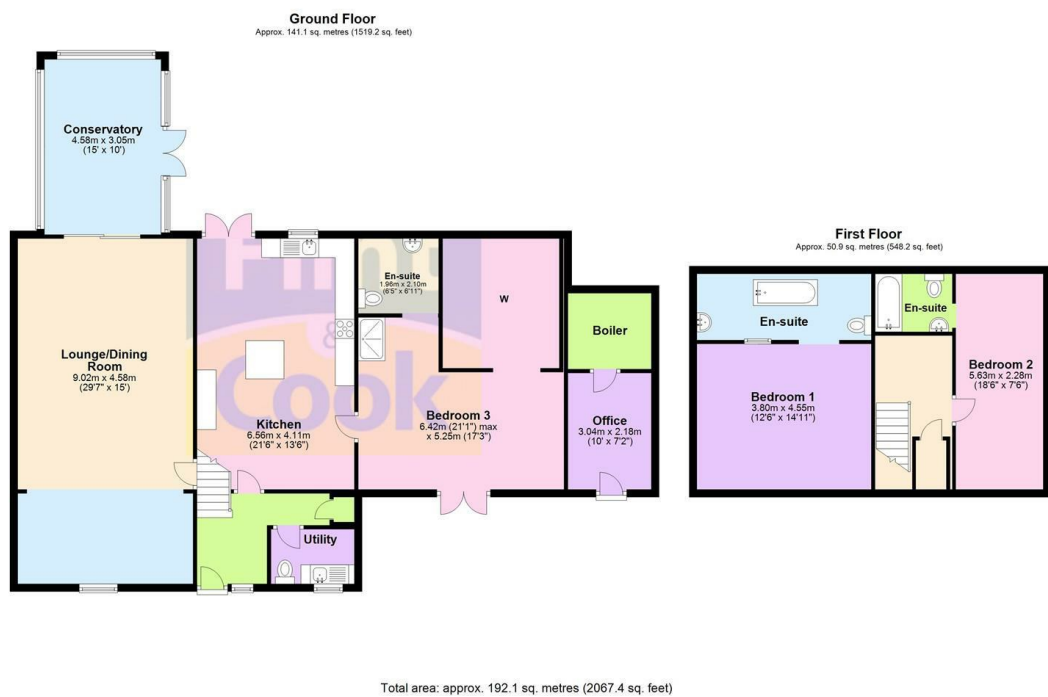 Ground Floor
Approx. 141.1 sq. metres (1519.2 sq. feet)
Conservatory
4.58m x 3.05m
(15' x 10')
First Floor
Approx. 50.9 sq. metres (548.2 sq. feet)
En-suite
1.96m x 2.10m
(6'5" x 6'11")
W
Boiler
Lounge/Dining
Room
9.02m x 4.58m
(29'7" x 15')
&
Cook
Kitchen
6.56m x 4.11m
(21'6" x 13'6")
Bedroom 3
6.42m (21'1") max
x 5.25m (17'3")
Office
3.04m x 2.18m
(10' x 7'2")
Utility
En-suite
En-suite
Bedroom 1
3.80m x 4.55m
(12'6" x 14'11")
Bedroom 2
5.63m x 2.28m
(18'6" x 7'6")
Total area: approx. 192.1 sq. metres (2067.4 sq. feet)